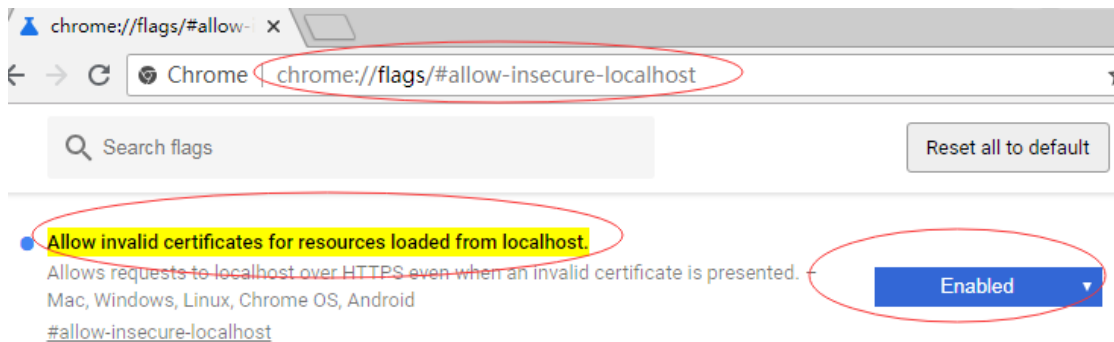 chrome://flags/#allow-
Chrome | chrome://flags/#allow-insecure-localhost
Search flags
Reset all to default
Allow invalid certificates for resources loaded from localhost.
Allows requests to localhost over HTTPS even when an invalid certificate is presented. –
Mac, Windows, Linux, Chrome OS, Android
Enabled
#allow-insecure-localhost